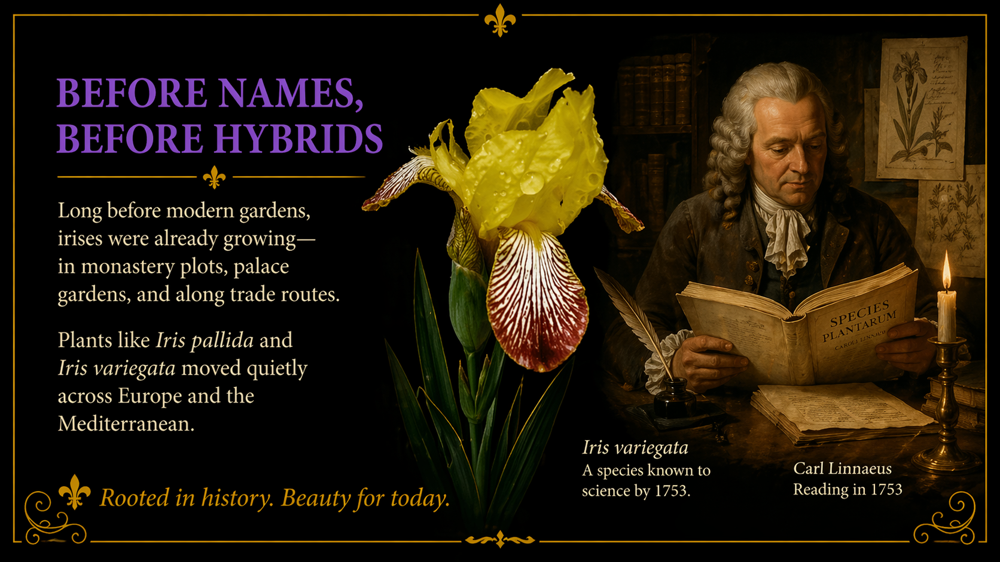 BEFORE NAMES,
BEFORE HYBRIDS
Long before modern gardens,
irises were already growing—
in monastery plots, palace
gardens, and along trade routes.
Plants like Iris pallida and
Iris variegata moved quietly
across Europe and the
Mediterranean.
Rooted in history. Beauty for today.
SPECIES
PLANTARUM
Iris variegata
A species known to
science by 1753.
Carl Linnaeus
Reading in 1753